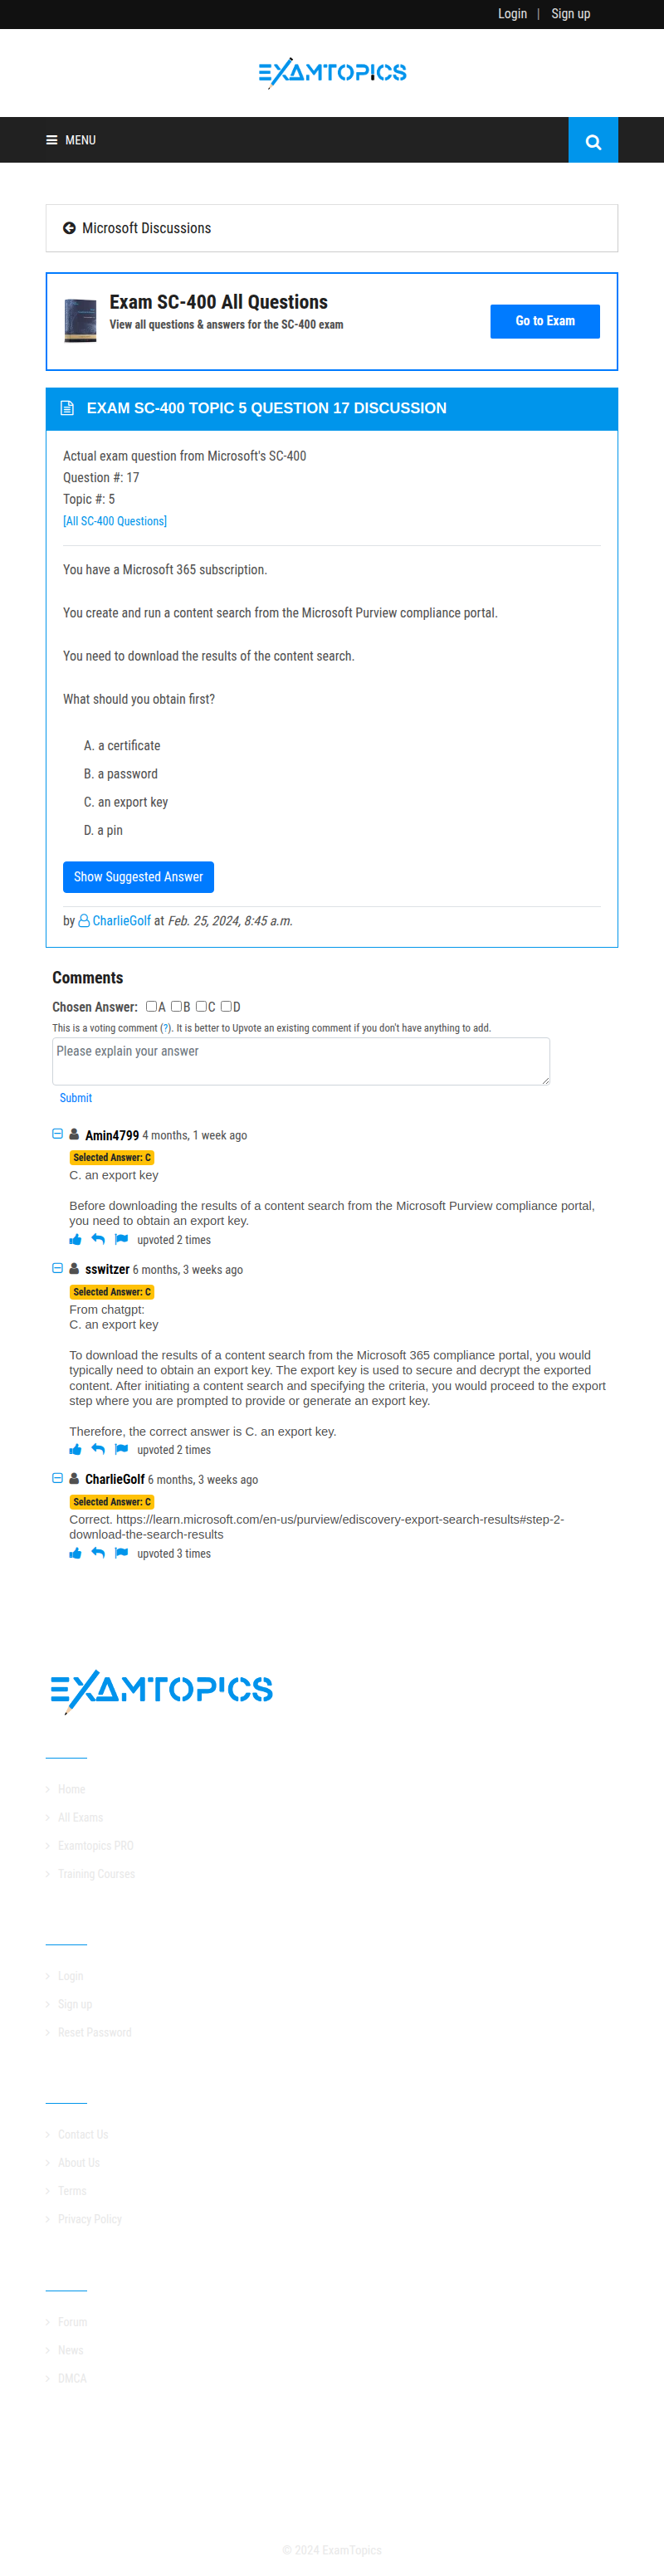 Login | Sign up
EXAMTOPICS
MENU
Microsoft Discussions
Exam SC-400 All Questions
View all questions & answers for the SC-400 exam
Go to Exam
EXAM SC-400 TOPIC 5 QUESTION 17 DISCUSSION
Actual exam question from Microsoft's SC-400
Question #: 17
Topic #: 5
[All SC-400 Questions]
You have a Microsoft 365 subscription.
You create and run a content search from the Microsoft Purview compliance portal.
You need to download the results of the content search.
What should you obtain first?
A. a certificate
B. a password
C. an export key
D. a pin
Show Suggested Answer
by CharlieGolf at Feb. 25, 2024, 8:45 a.m.
Comments
Chosen Answer: A B C D
This is a voting comment (?). It is better to Upvote an existing comment if you don't have anything to add.
Please explain your answer
Submit
Amin4799 4 months, 1 week ago
Selected Answer: C
C. an export key
Before downloading the results of a content search from the Microsoft Purview compliance portal,
you need to obtain an export key.
upvoted 2 times
sswitzer 6 months, 3 weeks ago
Selected Answer: C
From chatgpt:
C. an export key
To download the results of a content search from the Microsoft 365 compliance portal, you would
typically need to obtain an export key. The export key is used to secure and decrypt the exported
content. After initiating a content search and specifying the criteria, you would proceed to the export
step where you are prompted to provide or generate an export key.
Therefore, the correct answer is C. an export key.
upvoted 2 times
CharlieGolf 6 months, 3 weeks ago
Selected Answer: C
Correct. https://learn.microsoft.com/en-us/purview/ediscovery-export-search-results#step-2-
download-the-search-results
upvoted 3 times
EXAMTOPICS
Home
All Exams
Examtopics PRO
Training Courses
Login
Sign up
Reset Password
Contact Us
About Us
Terms
Privacy Policy
Forum
News
DMCA
© 2024 ExamTopics